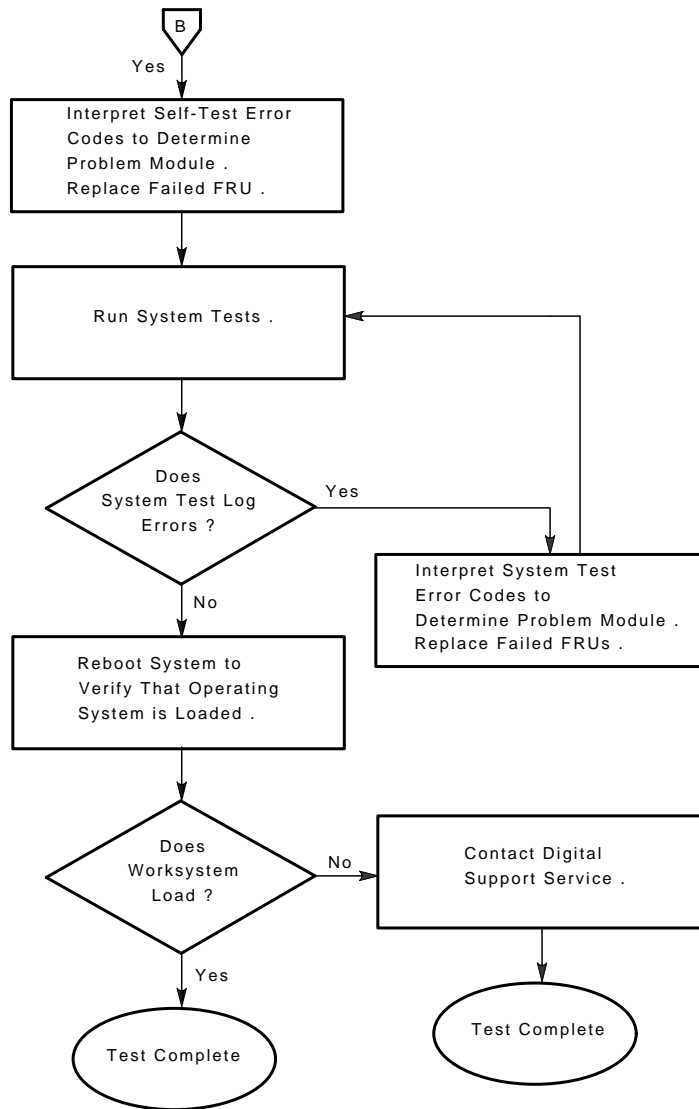 B
Yes
Interpret Self-Test Error
Codes to Determine
Problem Module .
Replace Failed FRU .
Run System Tests .
Does
System Test Log
Errors ?
Yes
Interpret System Test
Error Codes to
Determine Problem Module .
Replace Failed FRUs .
No
Reboot System to
Verify That Operating
System is Loaded .
Does
Worksystem
Load ?
No
Contact Digital
Support Service .
Yes
Test Complete
Test Complete